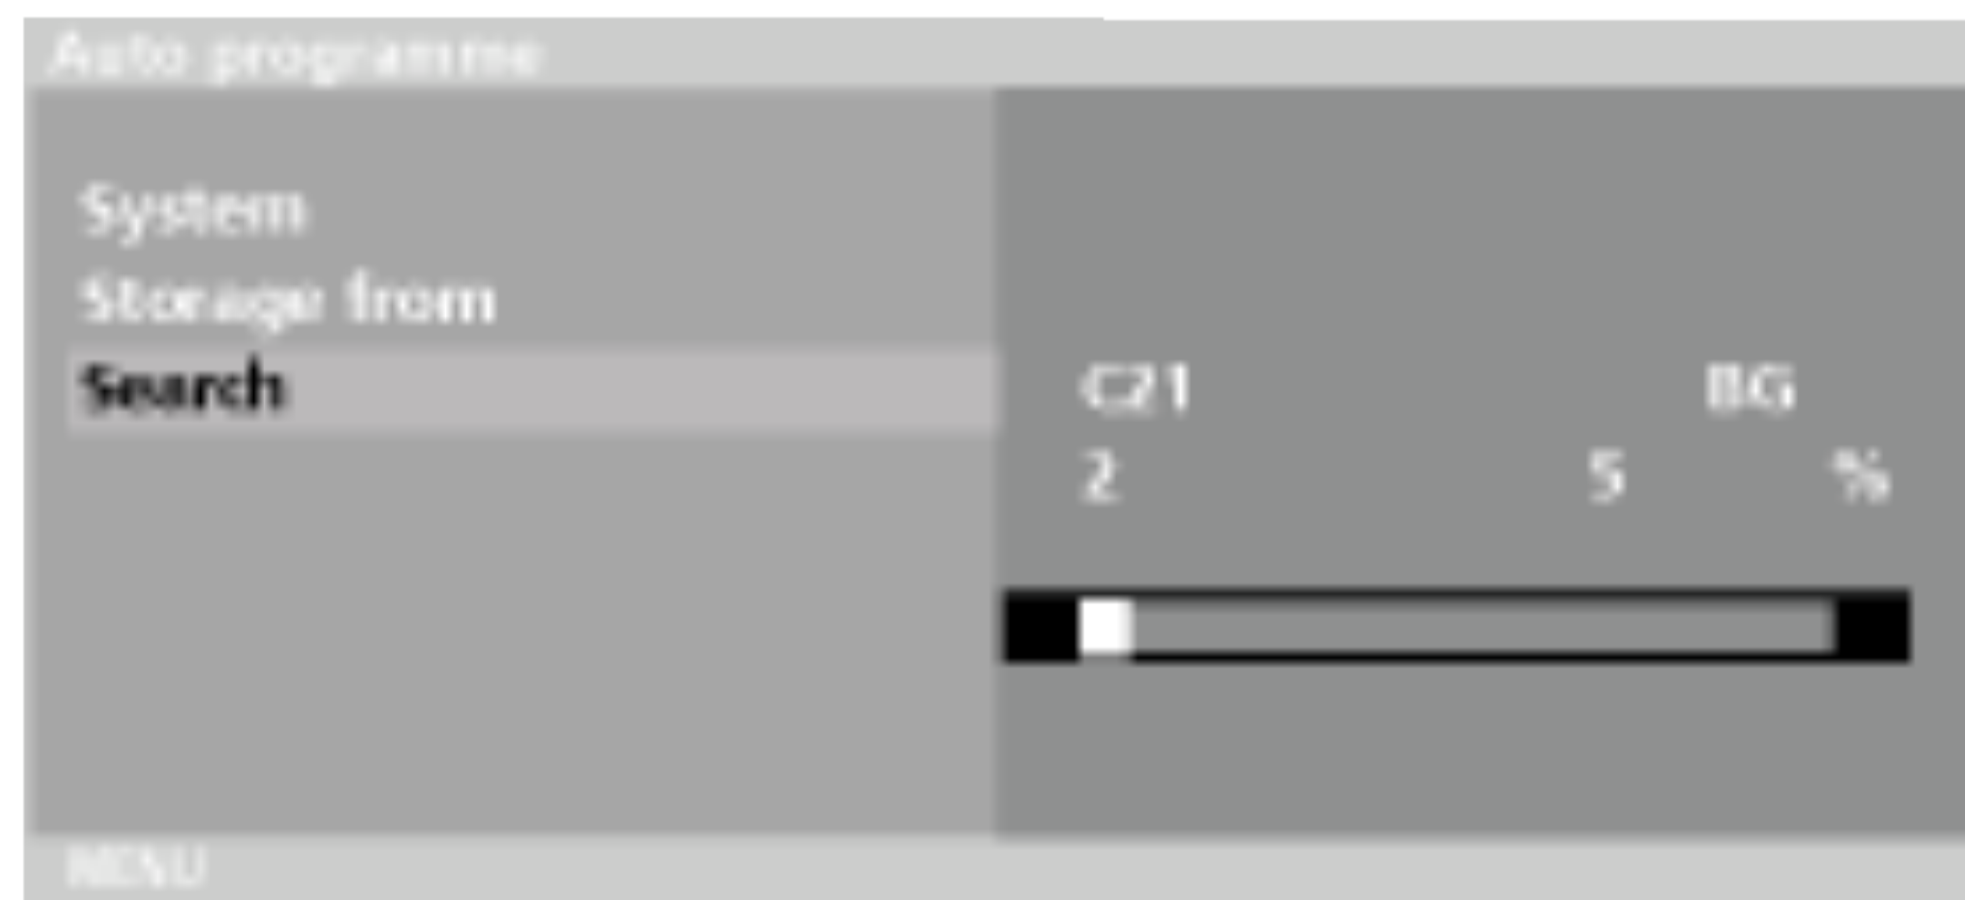 Auto programme
System
Storage from
Search C21 BG
2 5 %
MENU